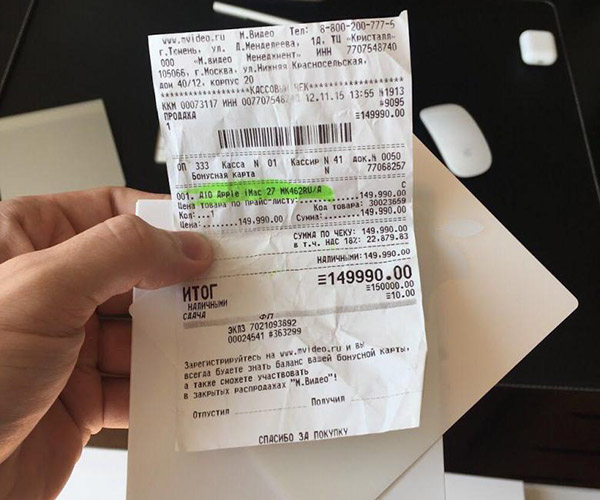 www.mvideo.ru М.Видео Тел: 8-800-200-777-5
г.Тюмень, ул. Д.Менделеева, 1Д, ТЦ "Кристалл"
ООО "М.видео Менеджмент" ИНН 7707548740
105066, г.Москва, ул.Нижняя Красносельская,
дом 40/12, корпус 20
КАССОВЫЙ ЧЕК
ККМ 00073117 ИНН 007707548740 12.11.15 13:55 №1913
ПРОДАЖА #9095
1 ≡149990.00
ОП 333 Касса N 01 Кассир N 41 док.N 0050
Бонусная карта N 77068257
001. AIO Apple iMac 27 MK462RU/A С
Цена товара по прайс-листу:149.990.00
Кол:...1 Код товара: 30023659
Цена:149.990.00 Сумма:149.990.00
СУММА ПО ЧЕКУ: 149.990.00
в т.ч. НДС 18%: 22.879.83
НАЛИЧНЫМИ: 149.990.00
ИТОГ ≡149990.00
НАЛИЧНЫМИ ≡150000.00
СДАЧА ≡10.00
ФП
ЭКЛЗ 7021093892
00024541 #363299
Зарегистрируйтесь на www.mvideo.ru и вы
всегда будете знать баланс вашей бонусной карты,
а также сможете участвовать
в закрытых распродажах "М.Видео"!
Отпустил Получил
СПАСИБО ЗА ПОКУПКУ